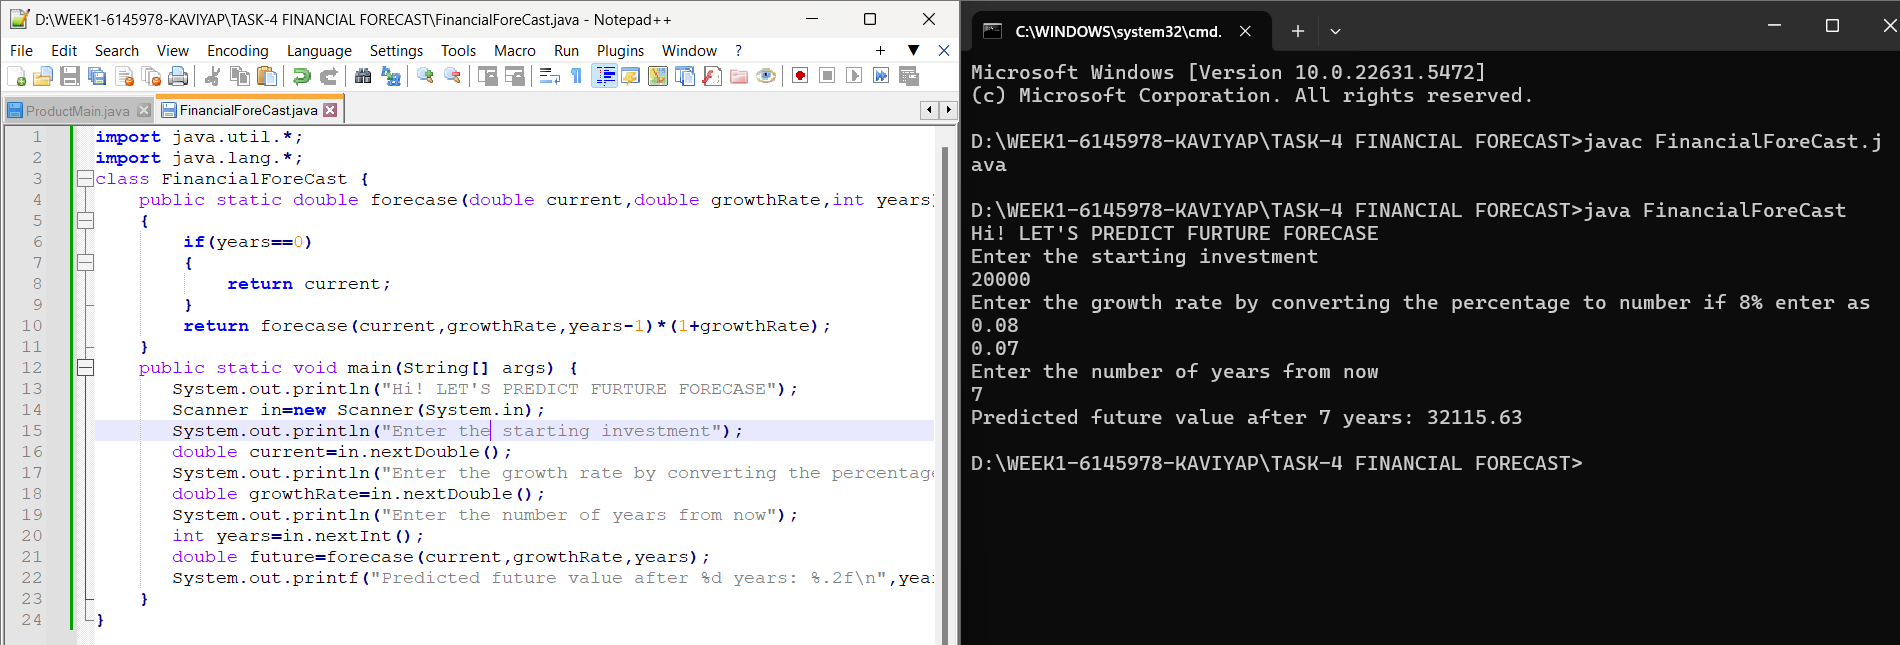 D:\WEEK1-6145978-KAVIYAP\TASK-4 FINANCIAL FORECAST\FinancialForeCast.java - Notepad++
File Edit Search View Encoding Language Settings Tools Macro Run Plugins Window ?
ProductMain.java FinancialForeCast.java
1 import java.util.*;
2 import java.lang.*;
3 class FinancialForeCast {
4 public static double forecase(double current,double growthRate,int years)
5 {
6 if(years==0)
7 {
8 return current;
9 }
10 return forecase(current,growthRate,years-1)*(1+growthRate);
11 }
12 public static void main(String[] args) {
13 System.out.println("Hi! LET'S PREDICT FURTURE FORECASE");
14 Scanner in=new Scanner(System.in);
15 System.out.println("Enter the starting investment");
16 double current=in.nextDouble();
17 System.out.println("Enter the growth rate by converting the percentage
18 double growthRate=in.nextDouble();
19 System.out.println("Enter the number of years from now");
20 int years=in.nextInt();
21 double future=forecase(current,growthRate,years);
22 System.out.printf("Predicted future value after %d years: %.2f\n",year
23 }
24 }
C:\WINDOWS\system32\cmd.
Microsoft Windows [Version 10.0.22631.5472]
(c) Microsoft Corporation. All rights reserved.
D:\WEEK1-6145978-KAVIYAP\TASK-4 FINANCIAL FORECAST>javac FinancialForeCast.j
ava
D:\WEEK1-6145978-KAVIYAP\TASK-4 FINANCIAL FORECAST>java FinancialForeCast
Hi! LET'S PREDICT FURTURE FORECASE
Enter the starting investment
20000
Enter the growth rate by converting the percentage to number if 8% enter as
0.08
0.07
Enter the number of years from now
7
Predicted future value after 7 years: 32115.63
D:\WEEK1-6145978-KAVIYAP\TASK-4 FINANCIAL FORECAST>